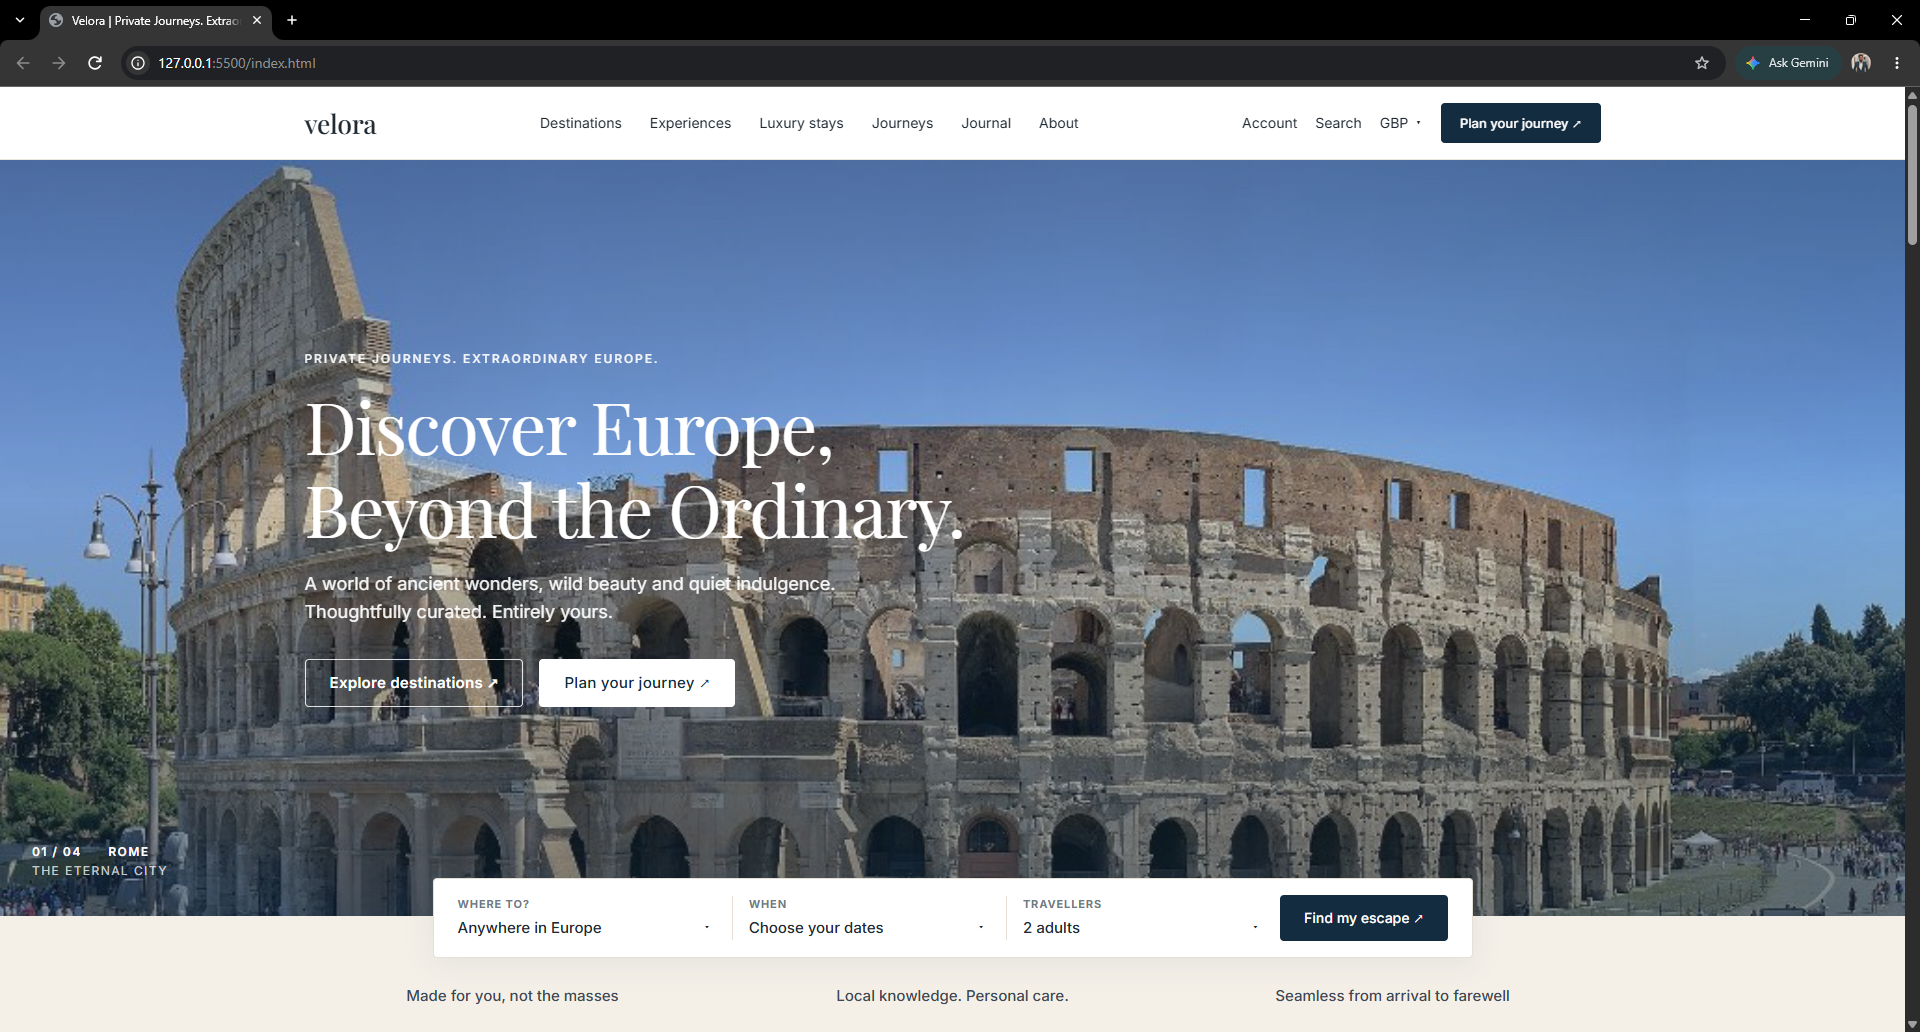 Velora | Private Journeys. Extrao
127.0.0.1:5500/index.html
Ask Gemini
velora
Destinations Experiences Luxury stays Journeys Journal About
Account Search GBP
Plan your journey ↗
PRIVATE JOURNEYS. EXTRAORDINARY EUROPE.
Discover Europe,
Beyond the Ordinary.
A world of ancient wonders, wild beauty and quiet indulgence.
Thoughtfully curated. Entirely yours.
Explore destinations ↗
Plan your journey ↗
01 / 04 ROME
THE ETERNAL CITY
WHERE TO?
Anywhere in Europe
WHEN
Choose your dates
TRAVELLERS
2 adults
Find my escape ↗
Made for you, not the masses
Local knowledge. Personal care.
Seamless from arrival to farewell